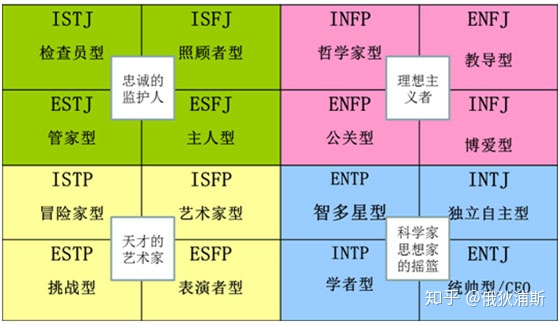 ISTJ
检查员型
ISFJ
照顾者型
INFP
哲学家型
ENFJ
教导型
忠诚的
监护人
理想主
义者
ESTJ
管家型
ESFJ
主人型
ENFP
公关型
INFJ
博爱型
ISTP
冒险家型
ISFP
艺术家型
ENTP
智多星型
INTJ
独立自主型
天才的
艺术家
科学家
思想家
的摇篮
ESTP
挑战型
ESFP
表演者型
INTP
学者型
ENTJ
统帅型/CEO
知乎 @俄狄浦斯